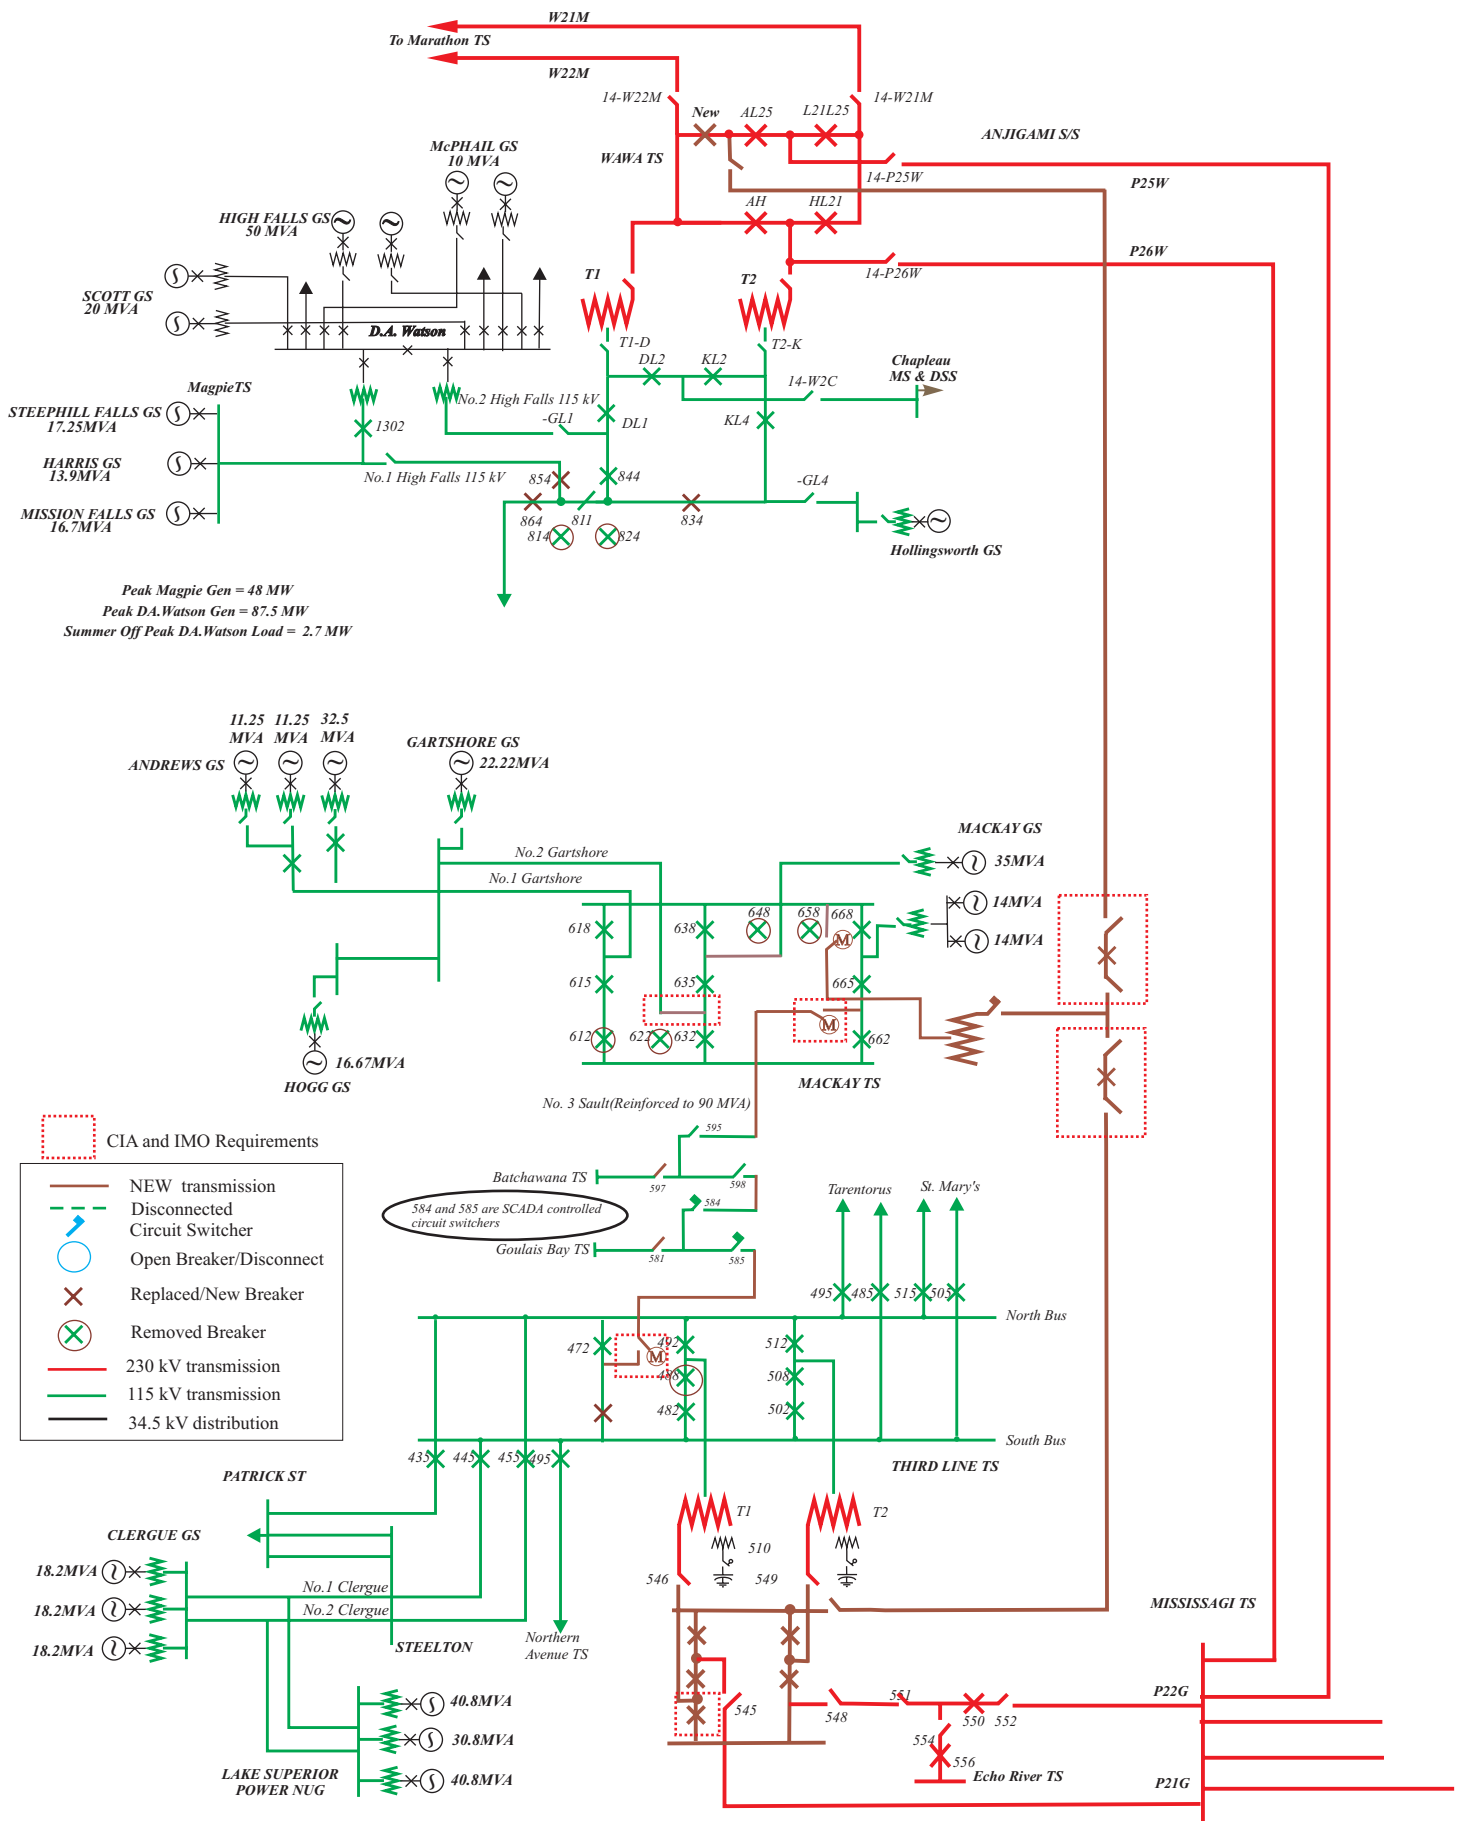 W21M
To Marathon TS
W22M
14-W22M
14-W21M
New
AL25
L21L25
ANJIGAMI S/S
WAWA TS
14-P25W
P25W
McPHAIL GS
10 MVA
AH
HL21
HIGH FALLS GS
50 MVA
P26W
14-P26W
T1
T2
SCOTT GS
20 MVA
D.A. Watson
T1-D
T2-K
DL2
KL2
Chapleau
MS & DSS
14-W2C
MagpieTS
No.2 High Falls 115 kV
-GL1
DL1
KL4
STEEPHILL FALLS GS
17.25MVA
1302
HARRIS GS
13.9MVA
No.1 High Falls 115 kV
854
844
-GL4
MISSION FALLS GS
16.7MVA
864
811
834
814
824
Hollingsworth GS
Peak Magpie Gen = 48 MW
Peak DA.Watson Gen = 87.5 MW
Summer Off Peak DA.Watson Load = 2.7 MW
11.25
MVA
11.25
MVA
32.5
MVA
GARTSHORE GS
22.22MVA
ANDREWS GS
MACKAY GS
35MVA
No.2 Gartshore
No.1 Gartshore
14MVA
14MVA
648
658
668
618
638
M
615
635
665
M
612
622
632
662
16.67MVA
HOGG GS
MACKAY TS
No. 3 Sault(Reinforced to 90 MVA)
595
CIA and IMO Requirements
Batchawana TS
597
598
584
584 and 585 are SCADA controlled
circuit switchers
Goulais Bay TS
581
585
Tarentorus
St. Mary's
NEW transmission
Disconnected
Circuit Switcher
Open Breaker/Disconnect
Replaced/New Breaker
Removed Breaker
230 kV transmission
115 kV transmission
34.5 kV distribution
495
485
515
505
North Bus
472
M
492
488
482
512
508
502
South Bus
435
445
455
495
THIRD LINE TS
PATRICK ST
T1
T2
CLERGUE GS
510
18.2MVA
546
549
No.1 Clergue
18.2MVA
No.2 Clergue
MISSISSAGI TS
18.2MVA
STEELTON
Northern
Avenue TS
40.8MVA
551
P22G
545
548
550
552
30.8MVA
554
556
LAKE SUPERIOR
POWER NUG
40.8MVA
Echo River TS
P21G